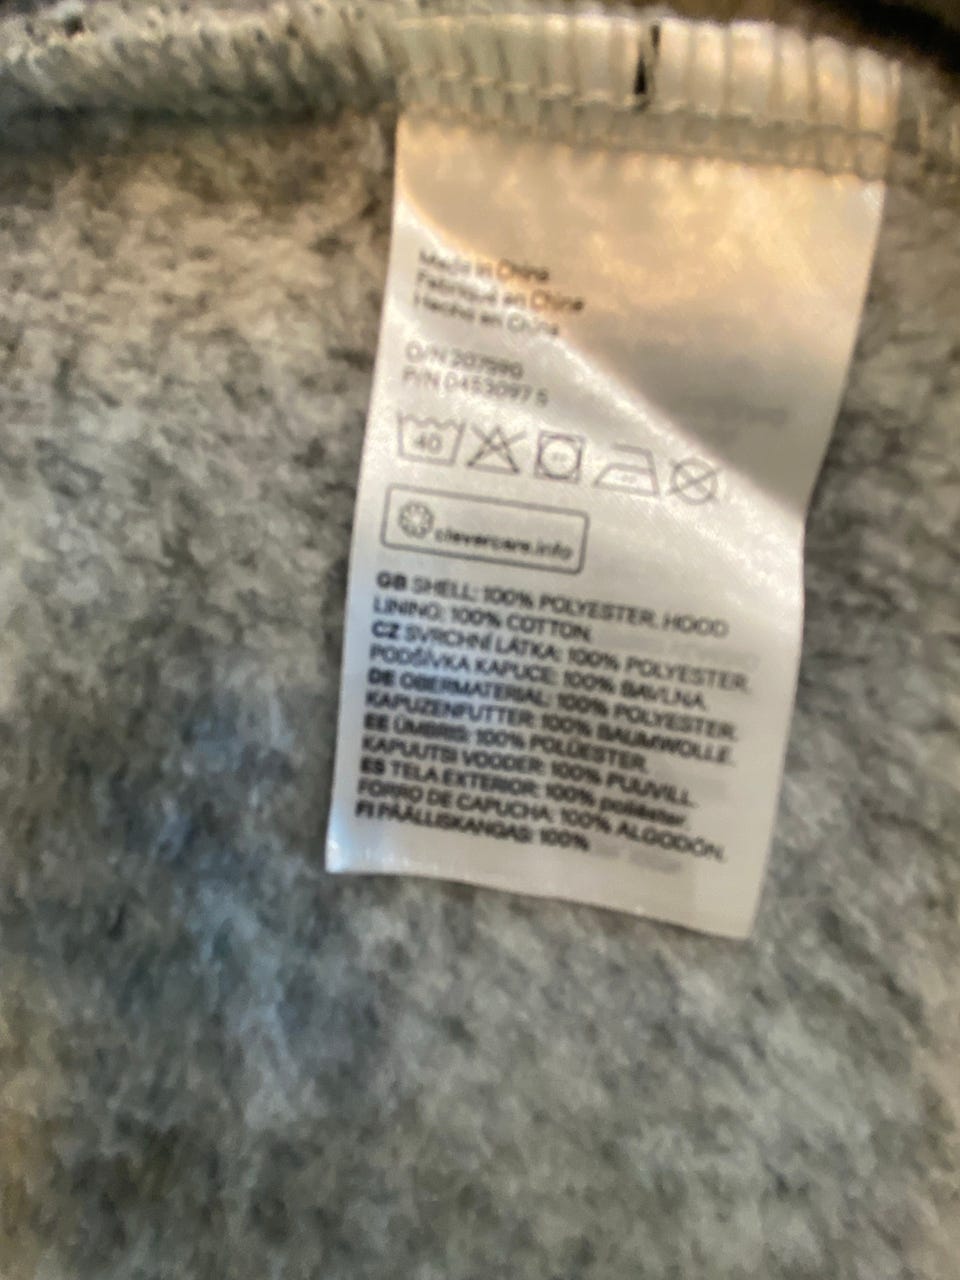 Made in China
Fabriqué en Chine
Hecho en China
O/N
P/N 0453097 5
40
clevercare.info
GB SHELL: 100% POLYESTER. HOOD
LINING: 100% COTTON.
CZ SVRCHNÍ LÁTKA: 100% POLYESTER.
PODŠÍVKA KAPUCE: 100% BAVLNA.
DE OBERMATERIAL: 100% POLYESTER.
KAPUZENFUTTER: 100% BAUMWOLLE.
EE ÜMBRIS: 100% POLÜESTER.
KAPUUTSI VOODER: 100% PUUVILL.
ES TELA EXTERIOR: 100% poliéster.
FORRO DE CAPUCHA: 100% ALGODÓN.
FI PÄÄLLISKANGAS: 100%